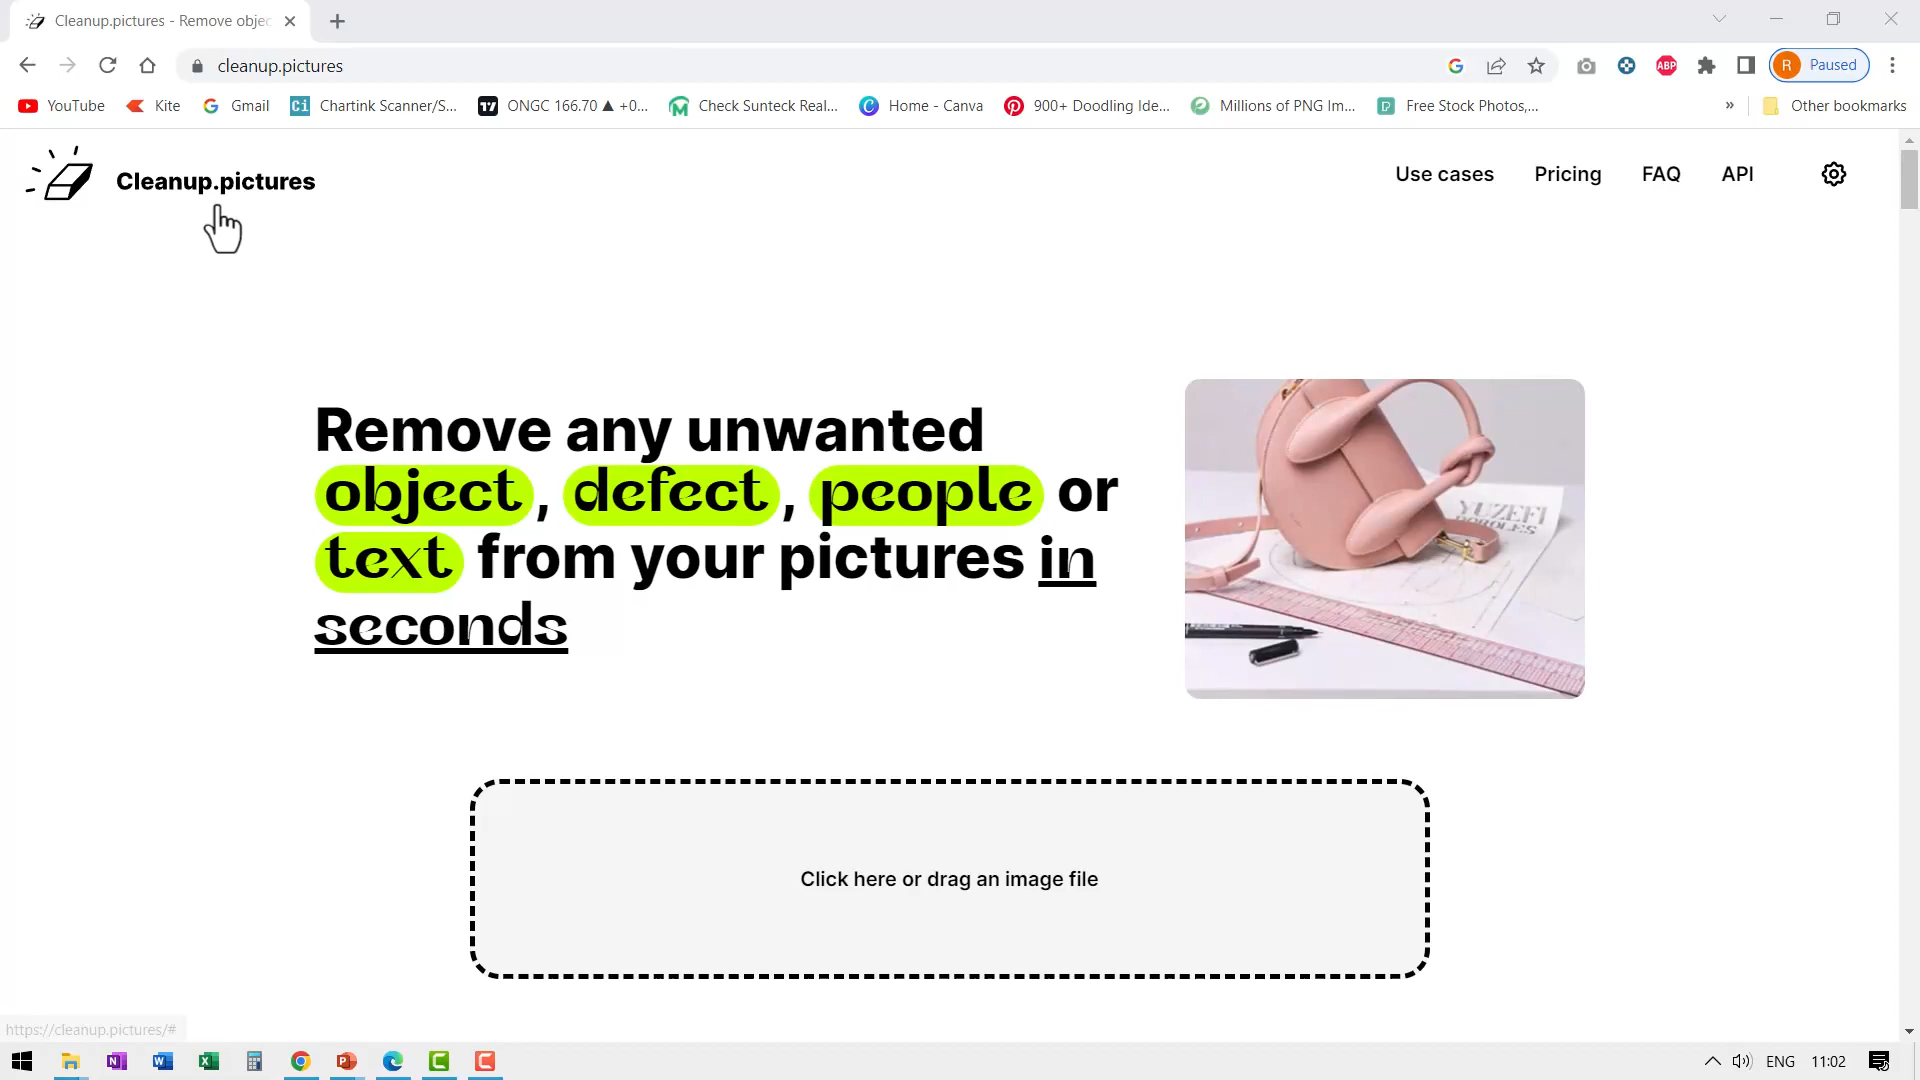 Cleanup.pictures - Remove objec
cleanup.pictures
ABP
R Paused
YouTube
Kite
Gmail
Ci Chartink Scanner/S...
ONGC 166.70 ▲ +0...
Check Sunteck Real...
Home - Canva
900+ Doodling Ide...
Millions of PNG Im...
Free Stock Photos,...
» Other bookmarks
Cleanup.pictures
Use cases
Pricing
FAQ
API
Remove any unwanted
object, defect, people or
text from your pictures in
seconds
YUZEFI
Click here or drag an image file
https://cleanup.pictures/#
ENG
11:02